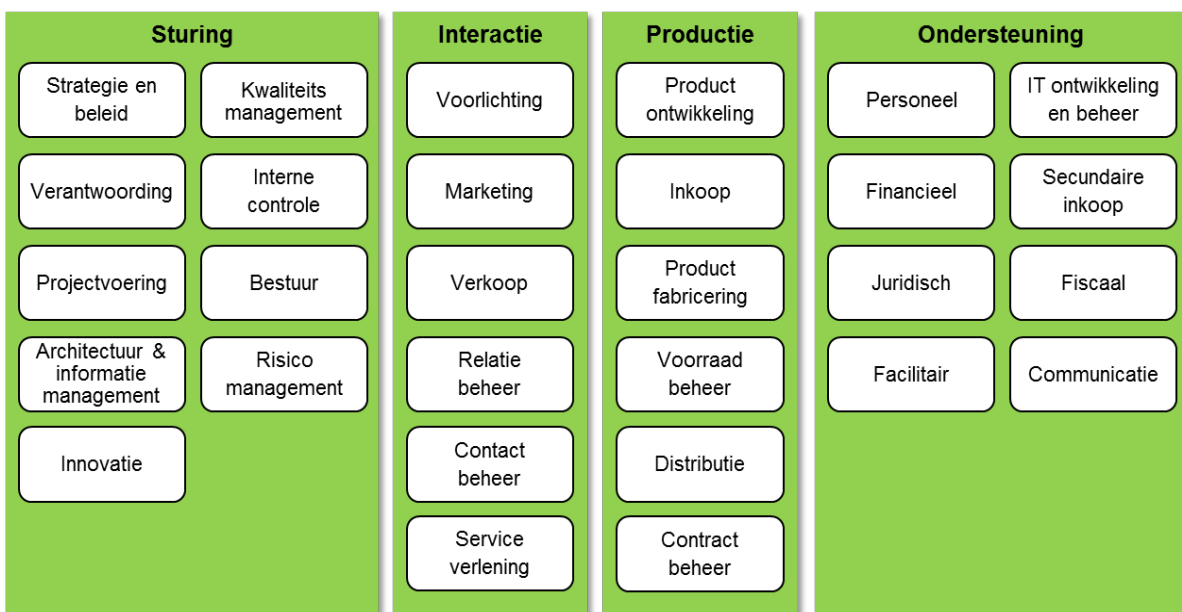 Sturing
Strategie en
beleid
Kwaliteits
management
Verantwoording
Interne
controle
Projectvoering
Bestuur
Architectuur &
informatie
management
Risico
management
Innovatie
Interactie
Voorlichting
Marketing
Verkoop
Relatie
beheer
Contact
beheer
Service
verlening
Productie
Product
ontwikkeling
Inkoop
Product
fabricering
Voorraad
beheer
Distributie
Contract
beheer
Ondersteuning
Personeel
IT ontwikkeling
en beheer
Financieel
Secundaire
inkoop
Juridisch
Fiscaal
Facilitair
Communicatie